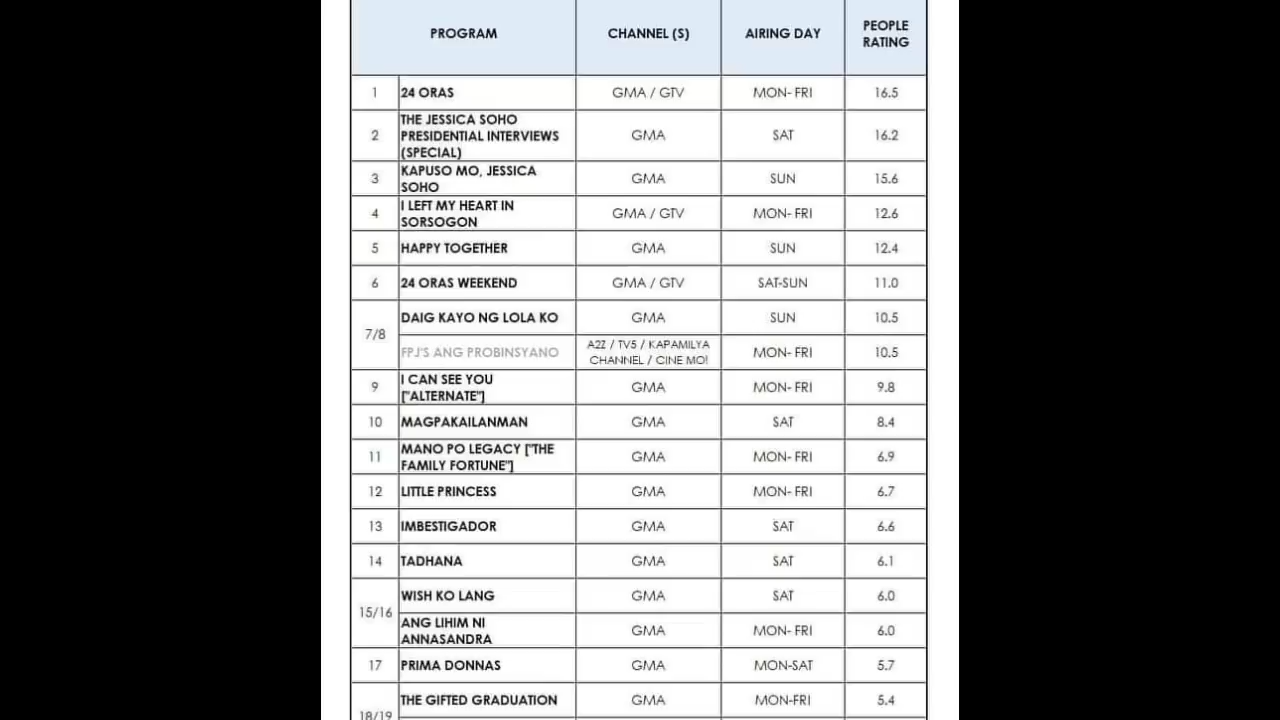 PROGRAM CHANNEL (S) AIRING DAY PEOPLE RATING
1 24 ORAS GMA / GTV MON- FRI 16.5
2 THE JESSICA SOHO PRESIDENTIAL INTERVIEWS (SPECIAL) GMA SAT 16.2
3 KAPUSO MO, JESSICA SOHO GMA SUN 15.6
4 I LEFT MY HEART IN SORSOGON GMA / GTV MON- FRI 12.6
5 HAPPY TOGETHER GMA SUN 12.4
6 24 ORAS WEEKEND GMA / GTV SAT-SUN 11.0
7/8 DAIG KAYO NG LOLA KO GMA SUN 10.5
FPJ'S ANG PROBINSYANO A2Z / TV5 / KAPAMILYA CHANNEL / CINE MO! MON- FRI 10.5
9 I CAN SEE YOU ["ALTERNATE"] GMA MON- FRI 9.8
10 MAGPAKAILANMAN GMA SAT 8.4
11 MANO PO LEGACY ["THE FAMILY FORTUNE"] GMA MON- FRI 6.9
12 LITTLE PRINCESS GMA MON- FRI 6.7
13 IMBESTIGADOR GMA SAT 6.6
14 TADHANA GMA SAT 6.1
15/16 WISH KO LANG GMA SAT 6.0
ANG LIHIM NI ANNASANDRA GMA MON- FRI 6.0
17 PRIMA DONNAS GMA MON-SAT 5.7
18/19 THE GIFTED GRADUATION GMA MON-FRI 5.4